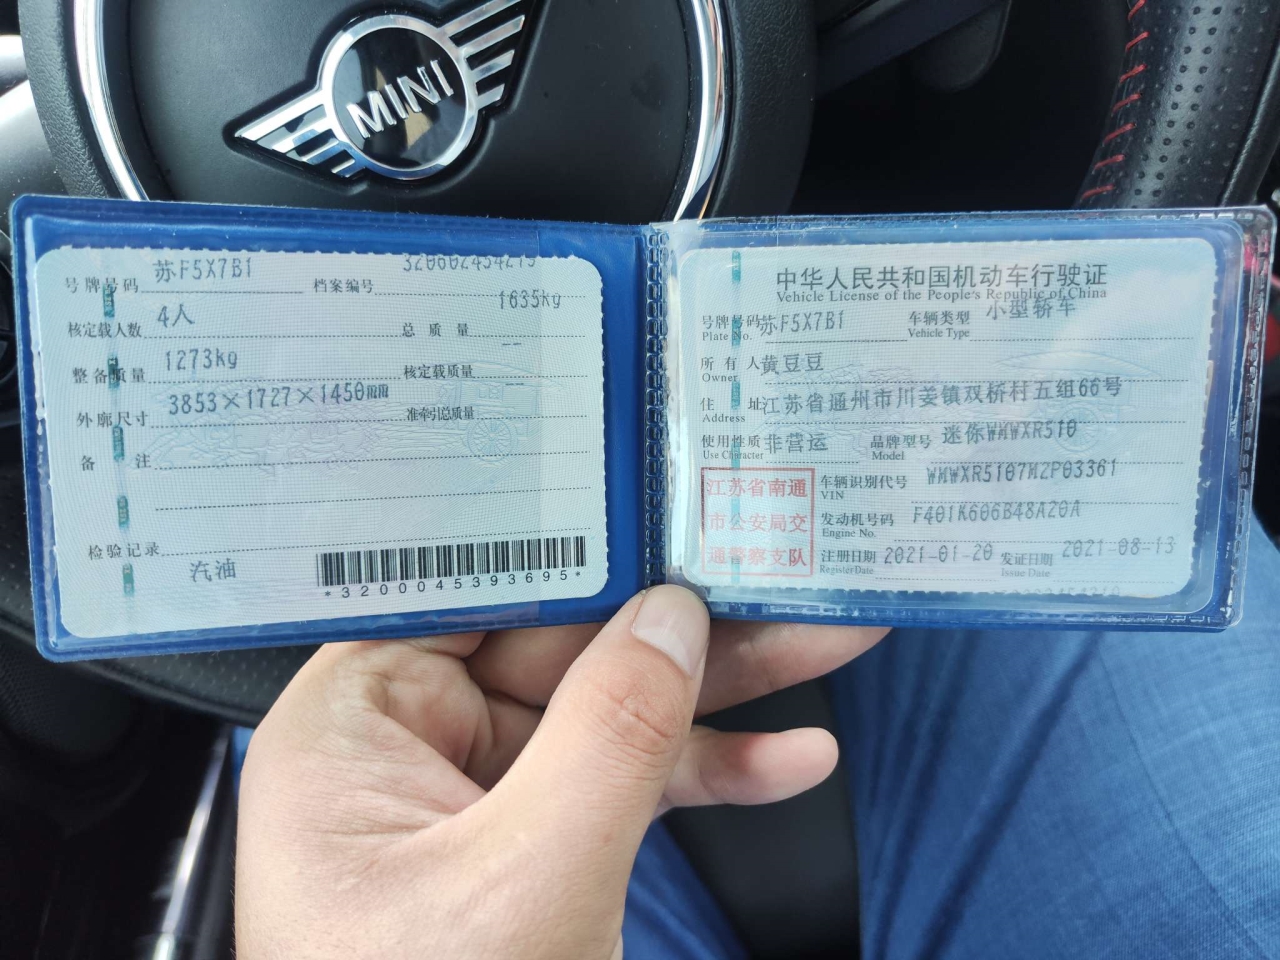 MINI
号牌号码 苏F5X7B1 档案编号 320602434219
核定载人数 4人 总质量 1635kg
整备质量 1273kg 核定载质量 --
外廓尺寸 3853×1727×1450mm 准牵引总质量 --
备注
检验记录
汽油
*3200045393695*
中华人民共和国机动车行驶证
Vehicle License of the People's Republic of China
号牌号码 苏F5X7B1 车辆类型 小型轿车
Plate No. Vehicle Type
所有人 黄豆豆
Owner
住址 江苏省通州市川姜镇双桥村五组66号
Address
使用性质 非营运 品牌型号 迷你WMWXR510
Use Character Model
江苏省南通
市公安局交
通警察支队
车辆识别代号 WMWXR5107M2P03361
VIN
发动机号码 F401K606B48A20A
Engine No.
注册日期 2021-01-20 发证日期 2021-08-13
Register Date Issue Date